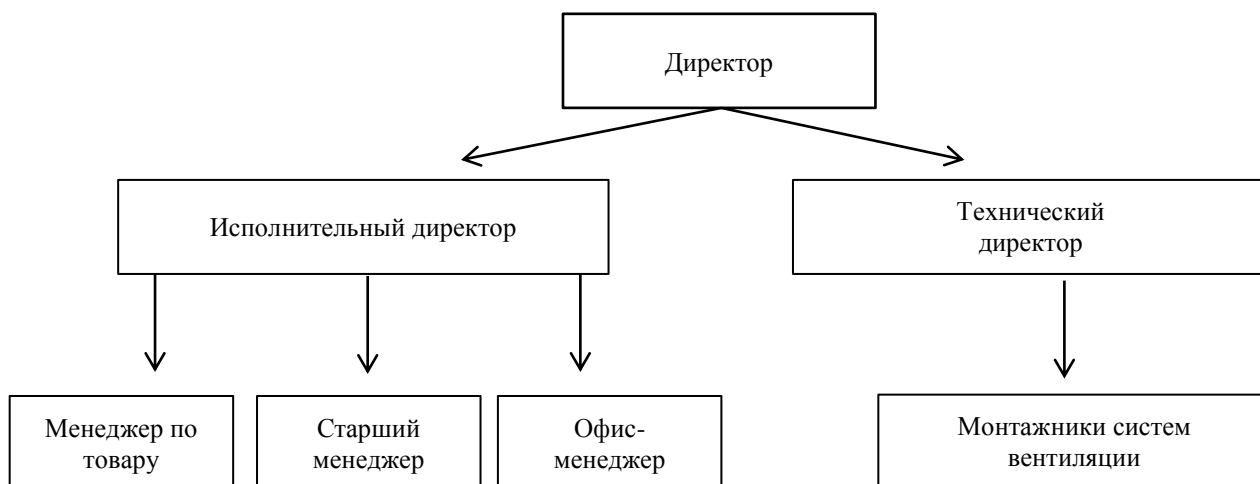 Директор
Исполнительный директор
Технический
директор
Менеджер по
товару
Старший
менеджер
Офис-
менеджер
Монтажники систем
вентиляции